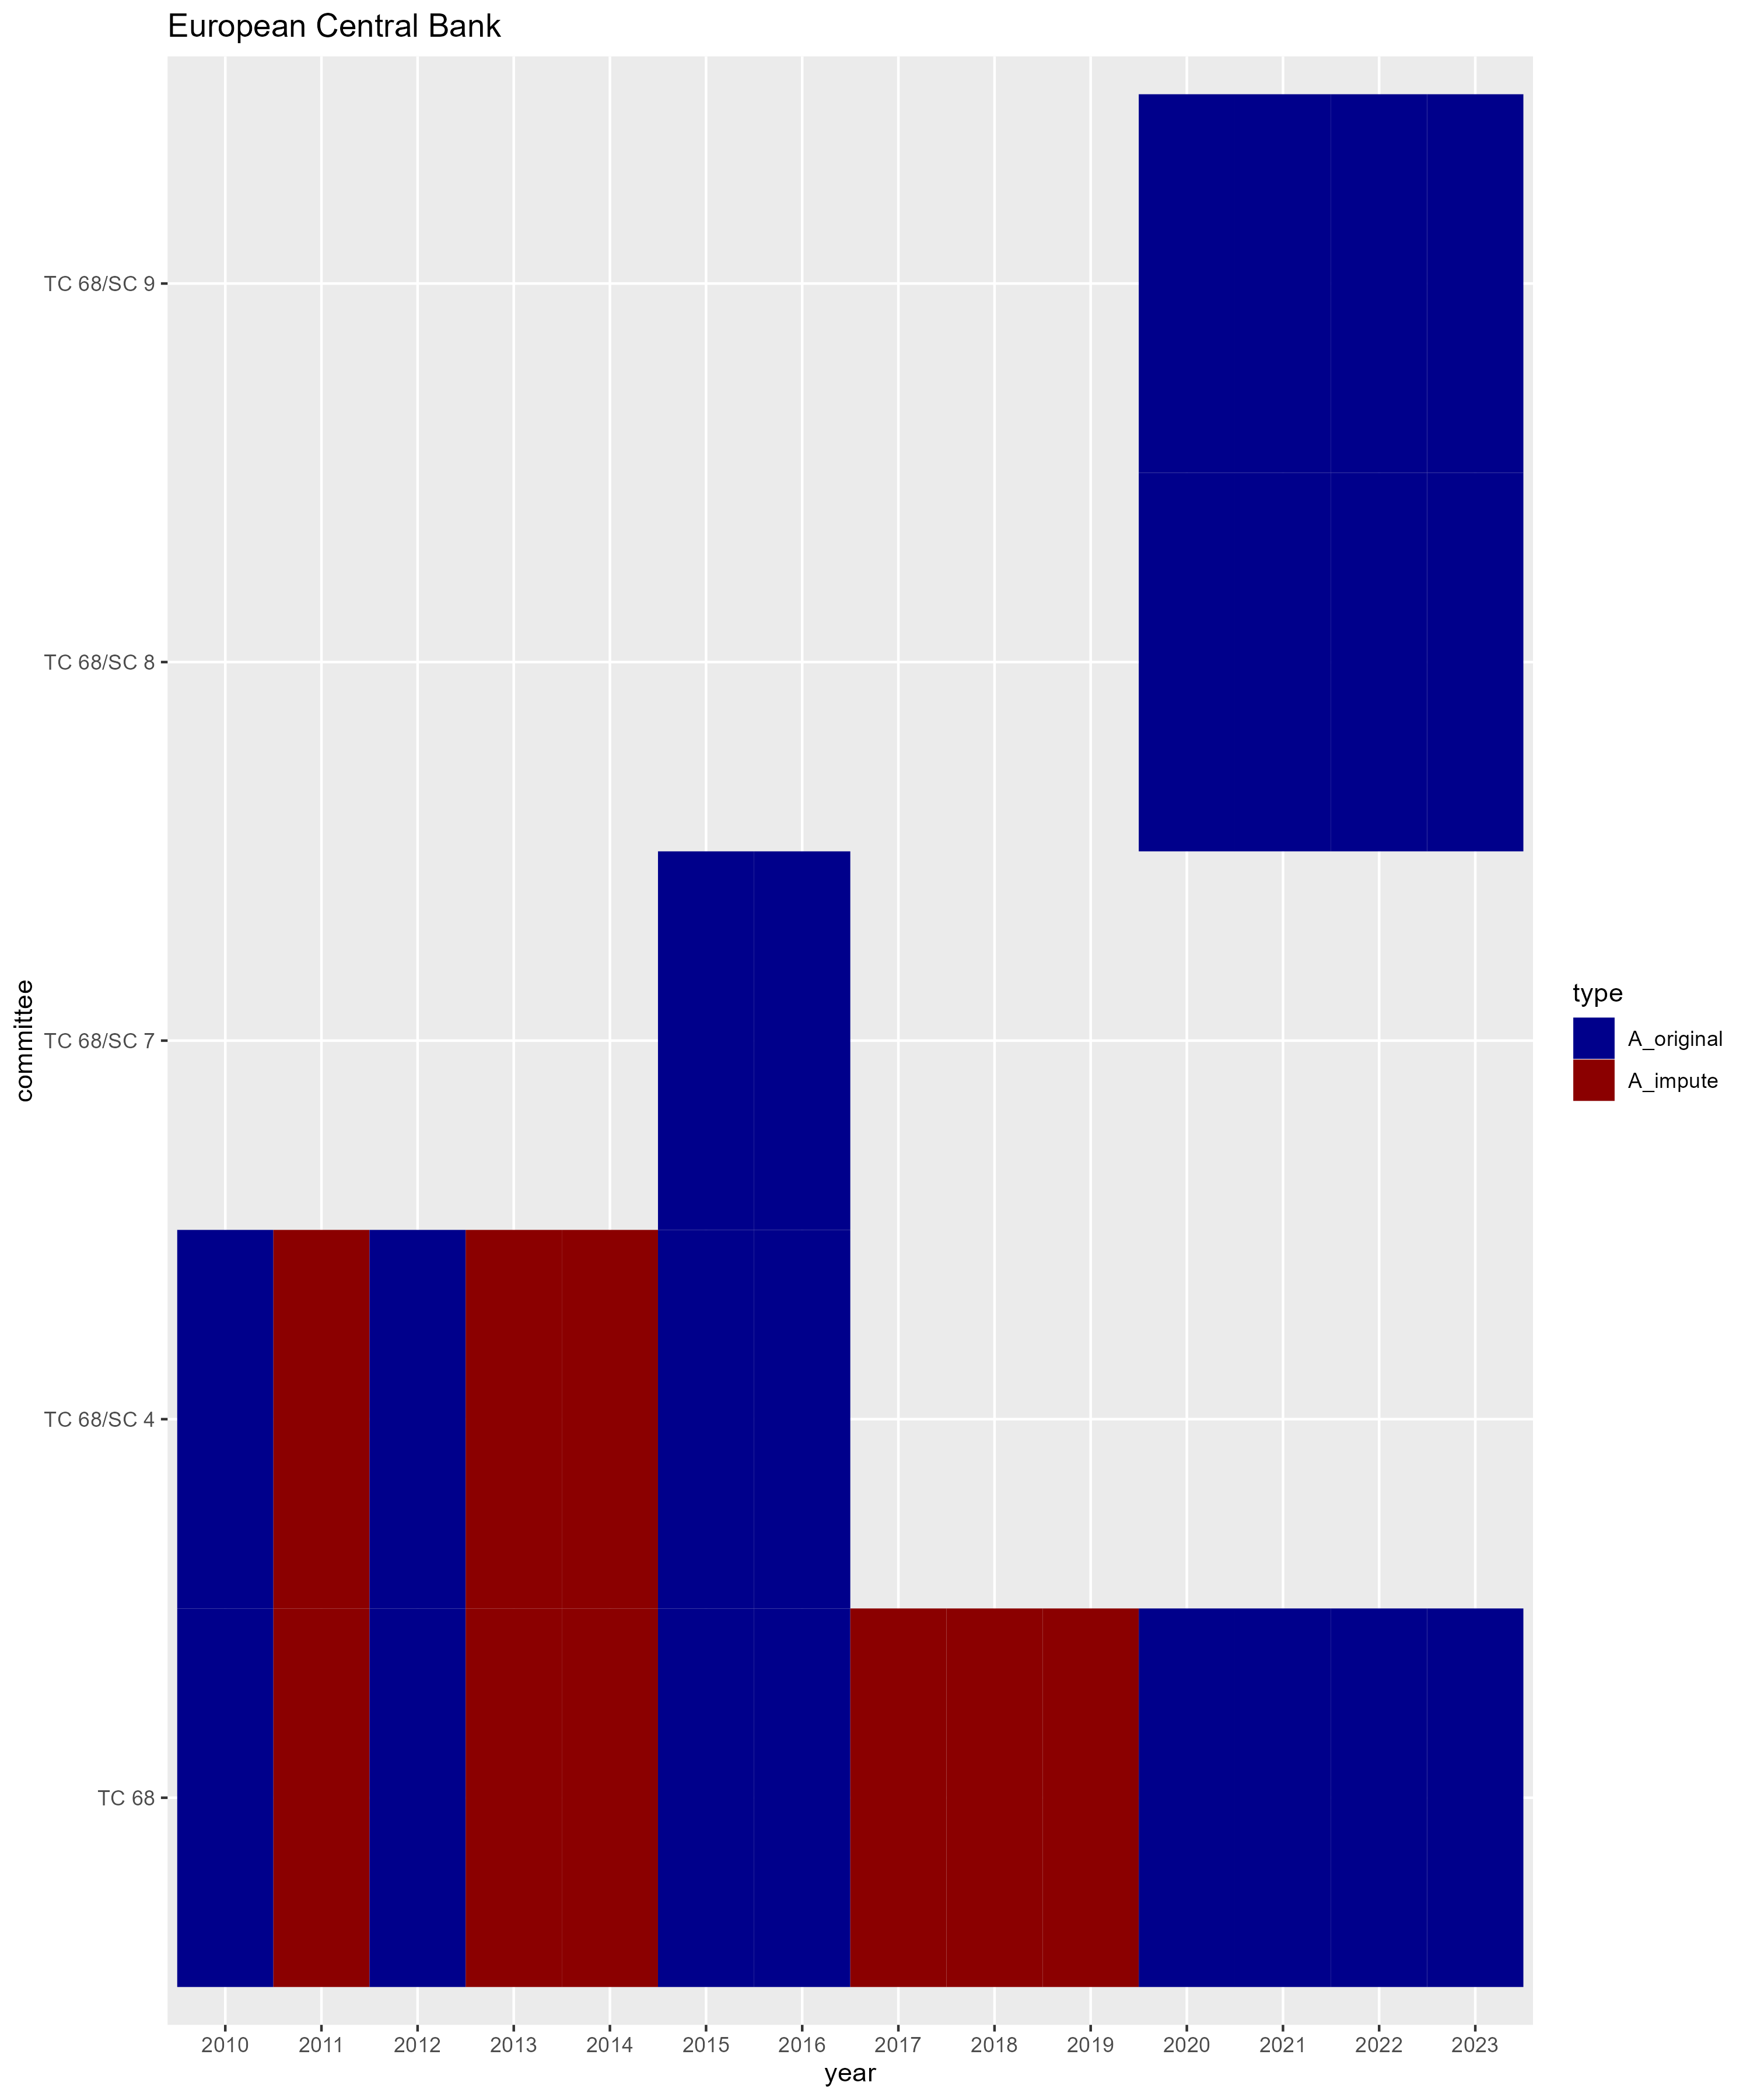 European Central Bank
committee
TC 68/SC 9
TC 68/SC 8
TC 68/SC 7
TC 68/SC 4
TC 68
2010 2011 2012 2013 2014 2015 2016 2017 2018 2019 2020 2021 2022 2023
year
type
A_original
A_impute